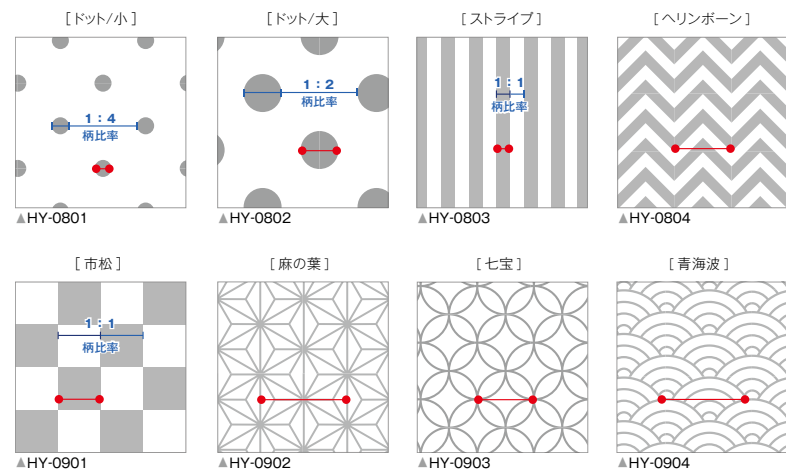 [ドット/小]
[ドット/大]
[ストライプ]
[ヘリンボーン]
1：4
柄比率
1：2
柄比率
1：1
柄比率
▲HY-0801
▲HY-0802
▲HY-0803
▲HY-0804
[市松]
[麻の葉]
[七宝]
[青海波]
1：1
柄比率
▲HY-0901
▲HY-0902
▲HY-0903
▲HY-0904